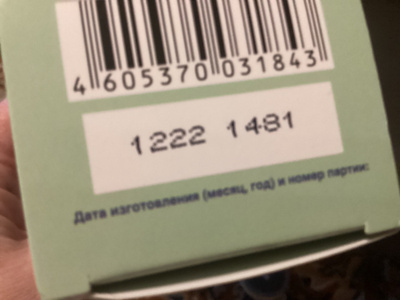 4 605370 031843
1222 1481
Дата изготовления (месяц, год) и номер партии: